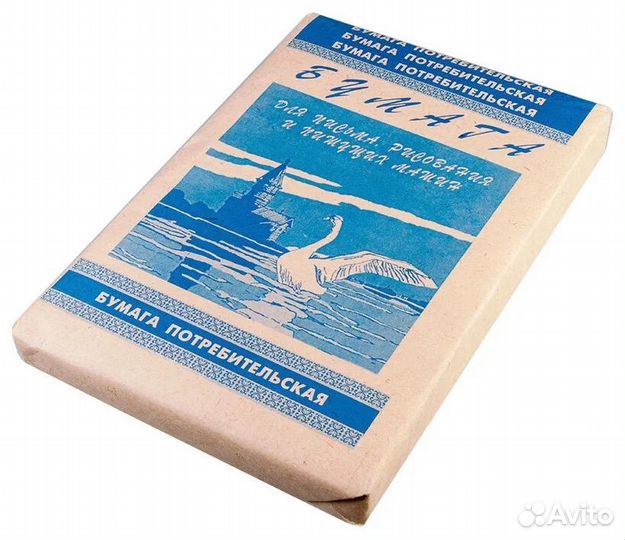 БУМАГА ПОТРЕБИТЕЛЬСКАЯ
БУМАГА ПОТРЕБИТЕЛЬСКАЯ
БУМАГА ПОТРЕБИТЕЛЬСКАЯ
БУМАГА
ДЛЯ ПИСЬМА, РИСОВАНИЯ
И ПИШУЩИХ МАШИН
БУМАГА ПОТРЕБИТЕЛЬСКАЯ
Avito